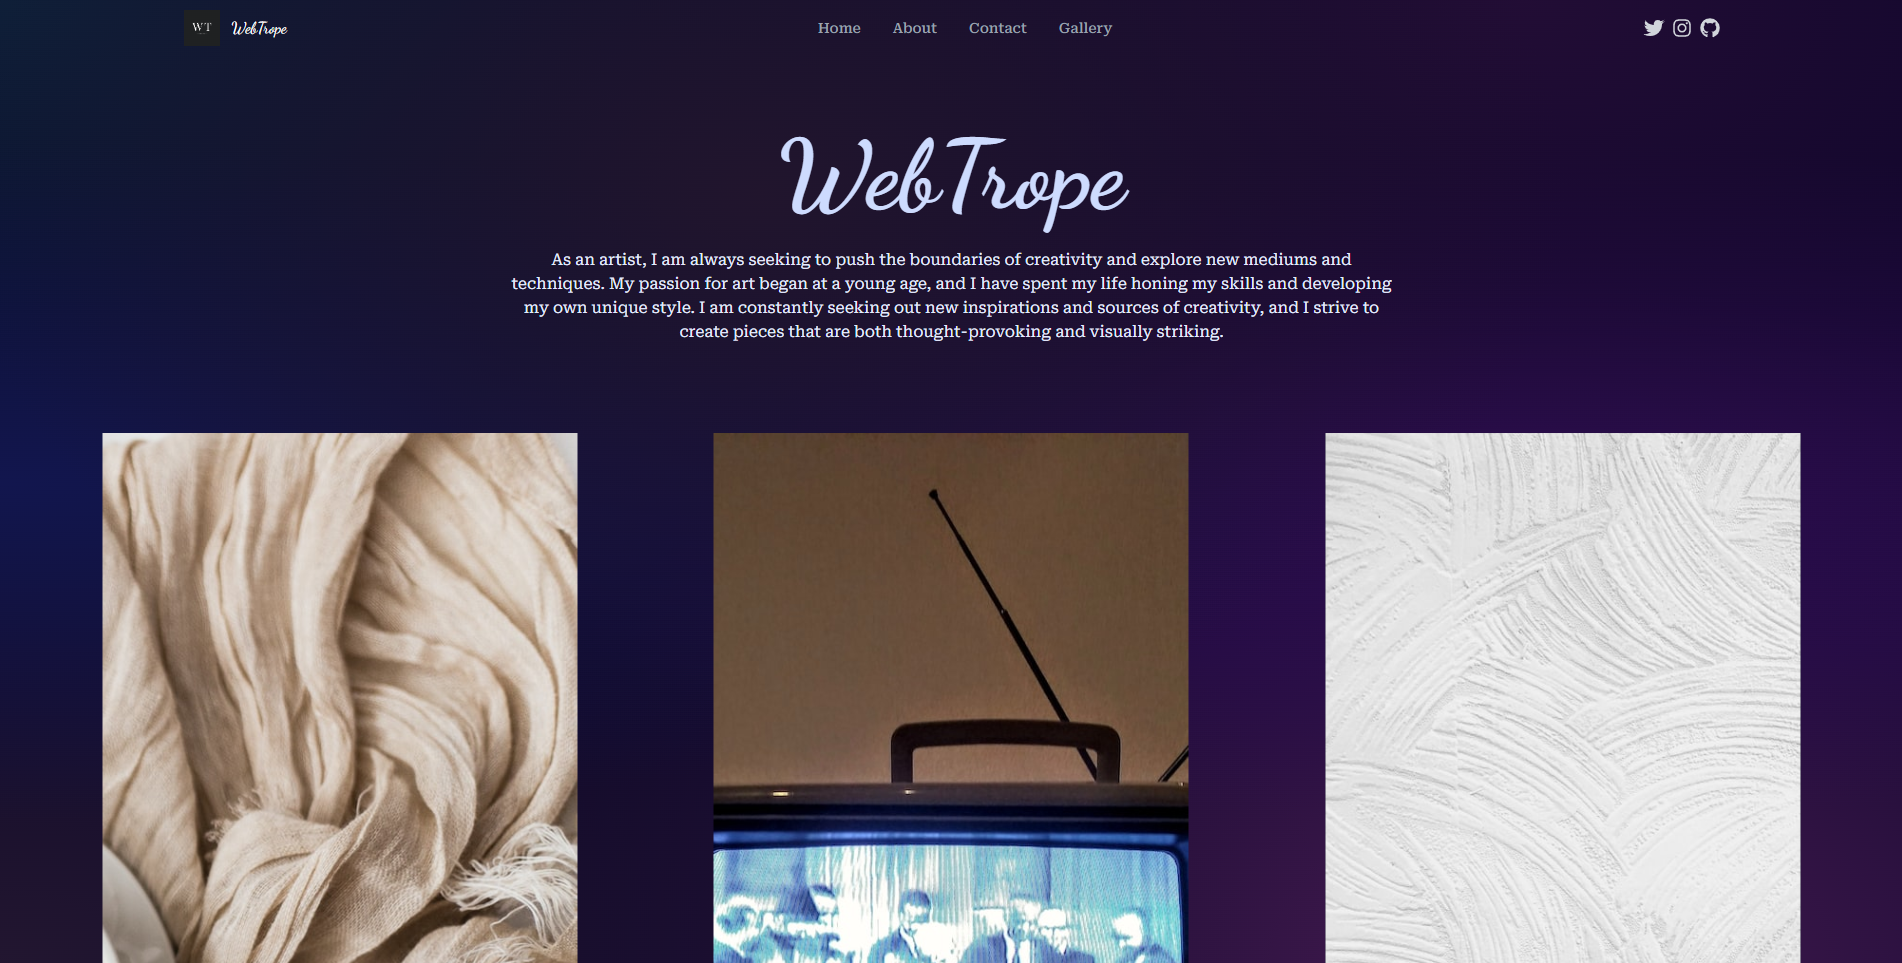 WT WebTrope Home About Contact Gallery
WebTrope
As an artist, I am always seeking to push the boundaries of creativity and explore new mediums and
techniques. My passion for art began at a young age, and I have spent my life honing my skills and developing
my own unique style. I am constantly seeking out new inspirations and sources of creativity, and I strive to
create pieces that are both thought-provoking and visually striking.